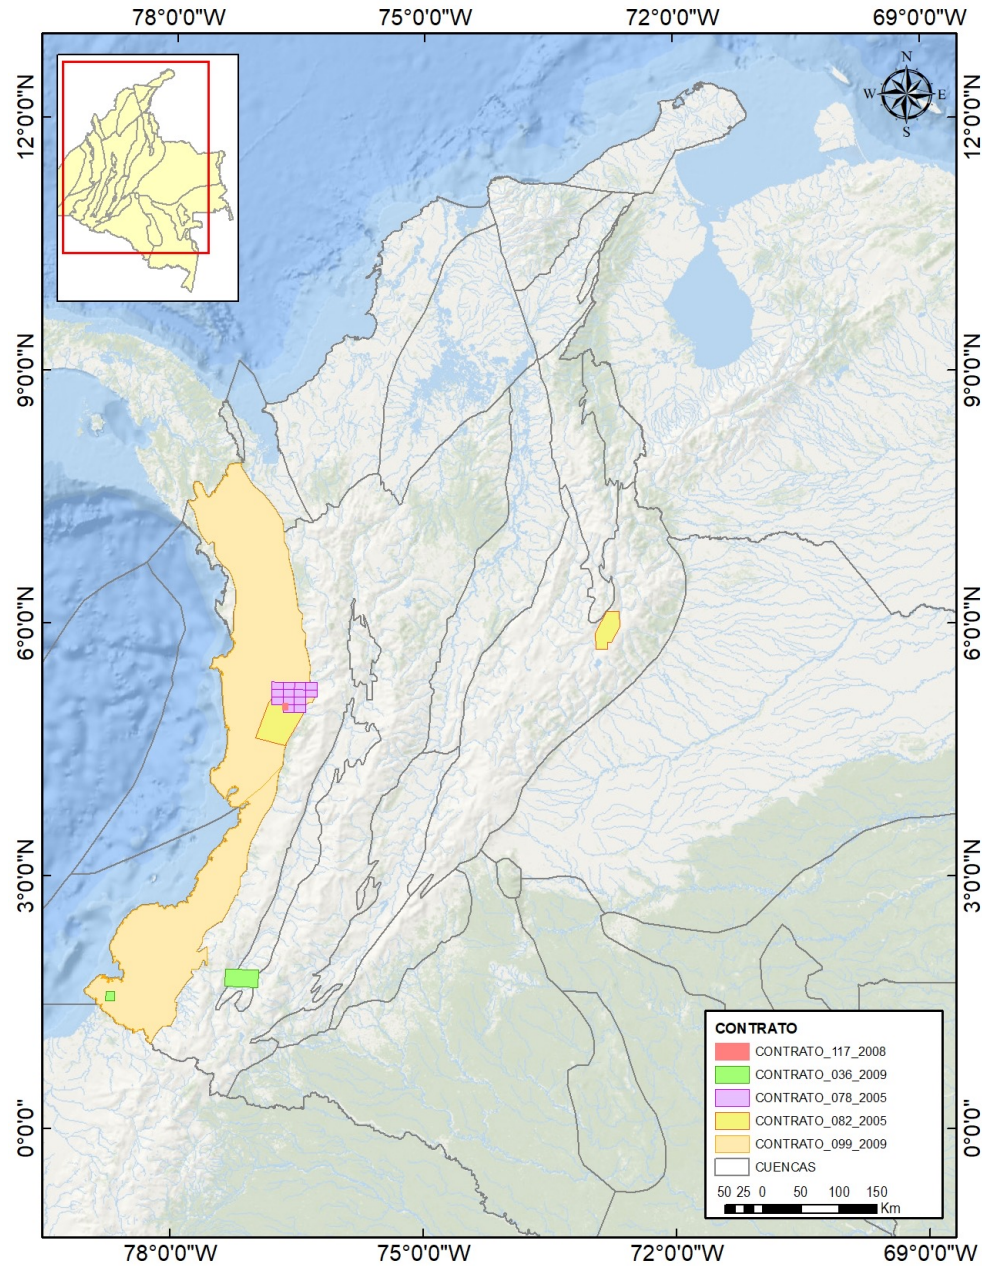 78°0'0"W 75°0'0"W 72°0'0"W 69°0'0"W
12°0'0"N 12°0'0"N
N
W E
S
9°0'0"N 9°0'0"N
6°0'0"N 6°0'0"N
3°0'0"N 3°0'0"N
0°0'0" 0°0'0"
CONTRATO
CONTRATO_117_2008
CONTRATO_036_2009
CONTRATO_078_2005
CONTRATO_082_2005
CONTRATO_099_2009
CUENCAS
50 25 0 50 100 150
Km
78°0'0"W 75°0'0"W 72°0'0"W 69°0'0"W